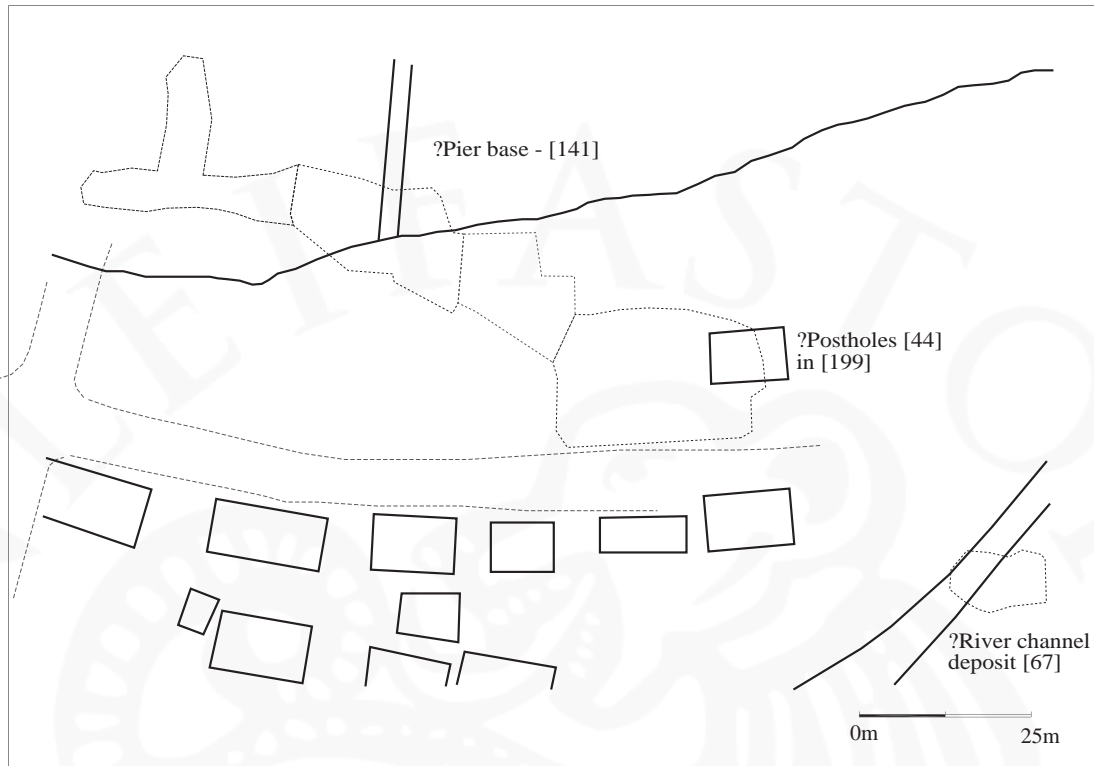 ?Pier base - [141]
?Postholes [44]
in [199]
?River channel
deposit [67]
0m
25m